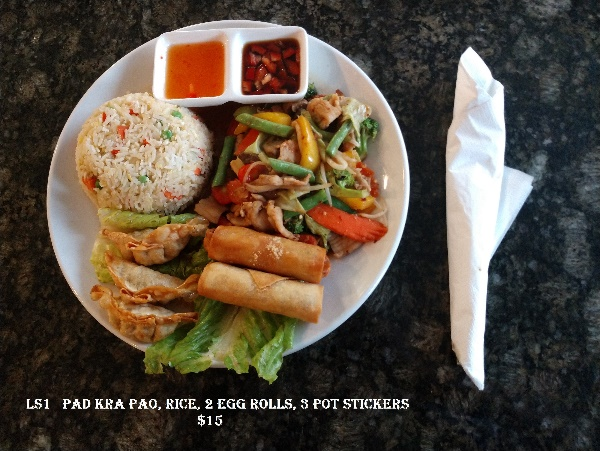 LS1 PAD KRA PAO, RICE, 2 EGG ROLLS, 3 POT STICKERS
$15